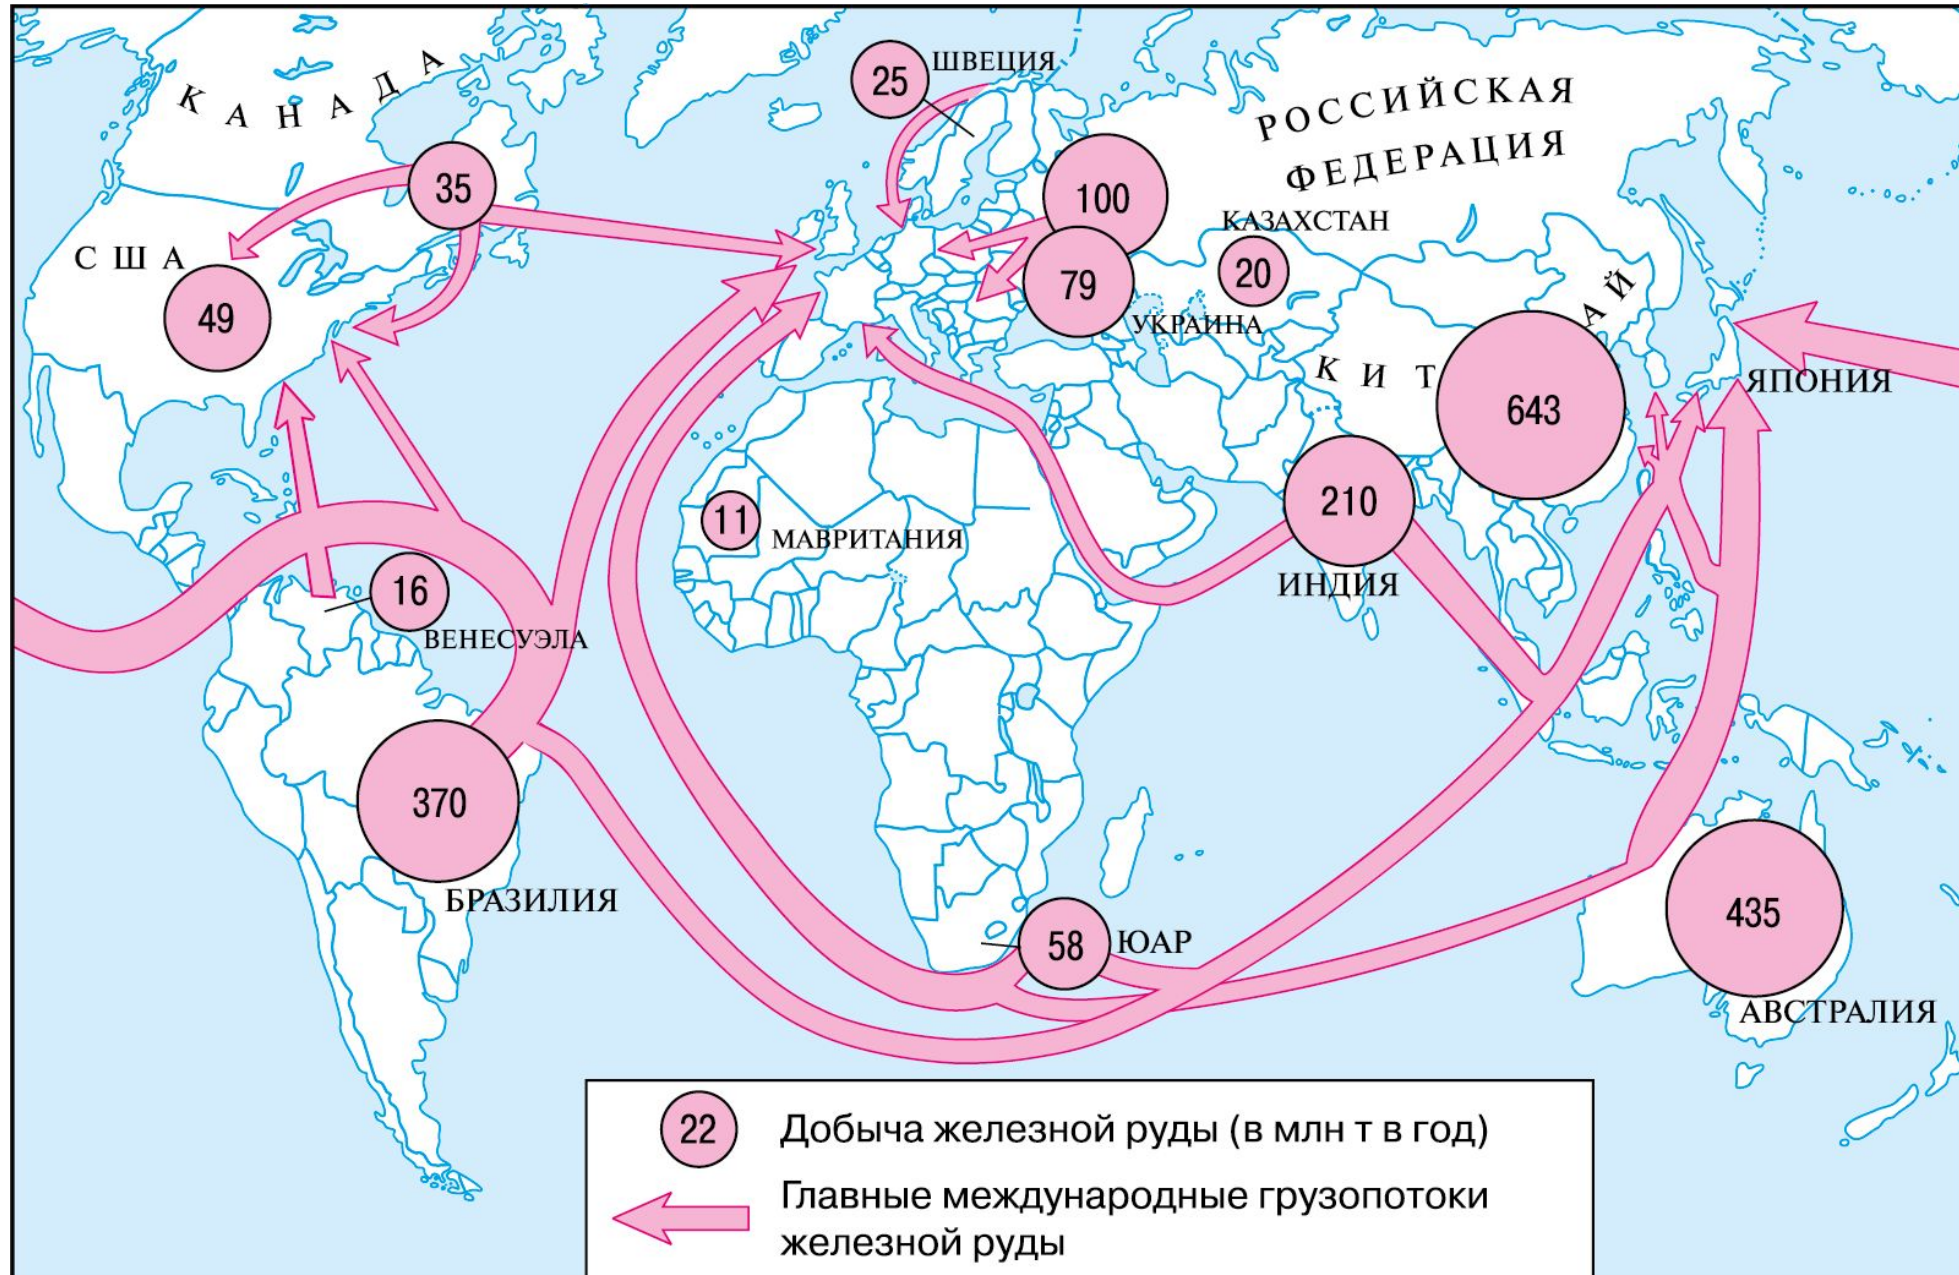 КАНАДА
25
ШВЕЦИЯ
РОССИЙСКАЯ
ФЕДЕРАЦИЯ
35
100
США
49
79
УКРАИНА
КАЗАХСТАН
20
КИТАЙ
643
ЯПОНИЯ
11
МАВРИТАНИЯ
210
ИНДИЯ
16
ВЕНЕСУЭЛА
370
БРАЗИЛИЯ
58
ЮАР
435
АВСТРАЛИЯ
22
Добыча железной руды (в млн т в год)
Главные международные грузопотоки
железной руды